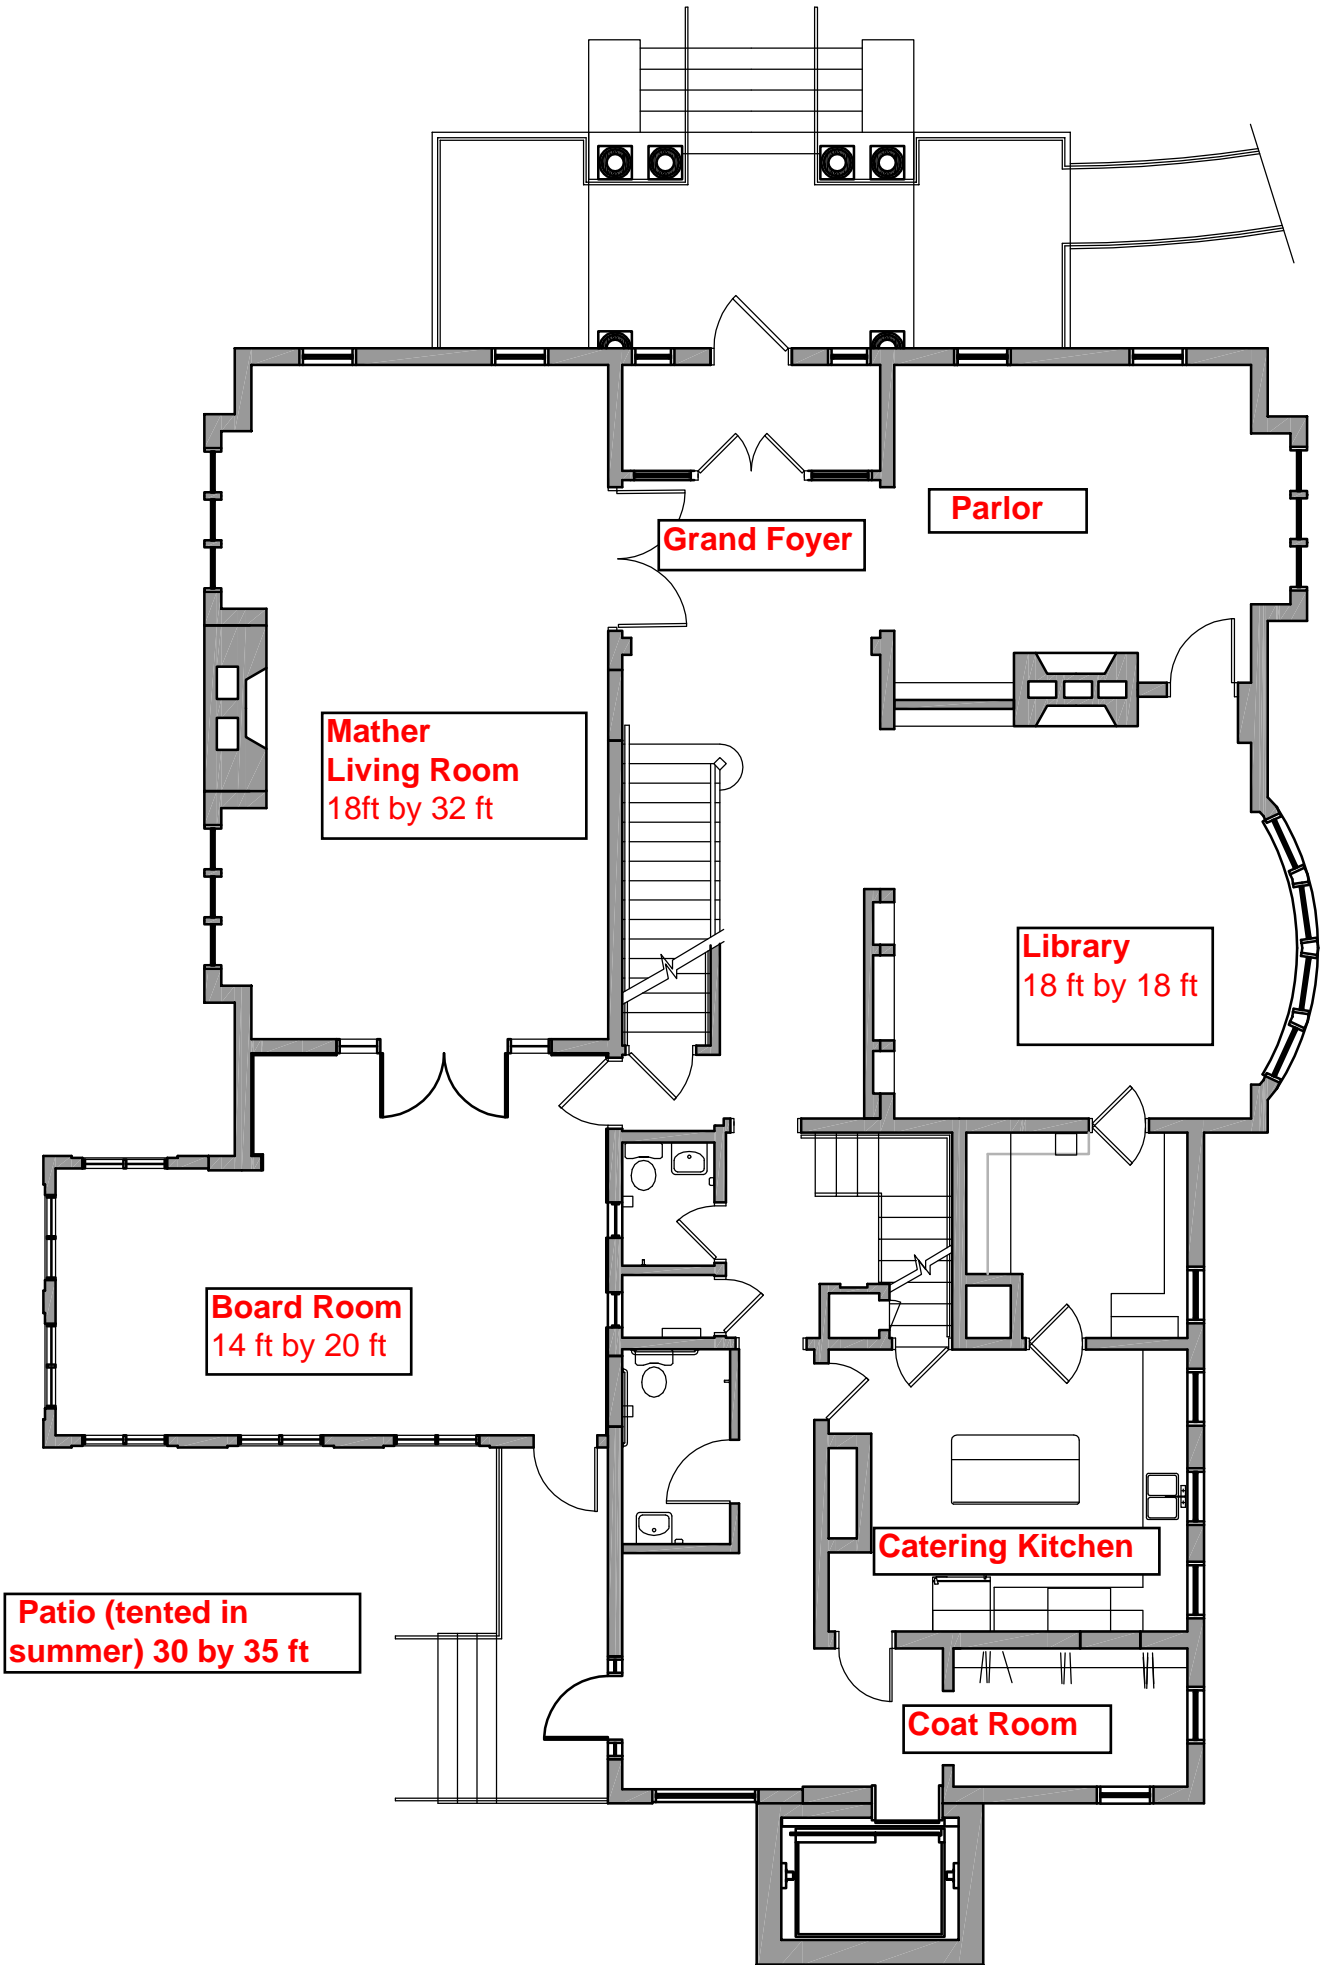 Parlor
Grand Foyer
Mather
Living Room
18ft by 32 ft
Library
18 ft by 18 ft
Board Room
14 ft by 20 ft
Catering Kitchen
Patio (tented in
summer) 30 by 35 ft
Coat Room